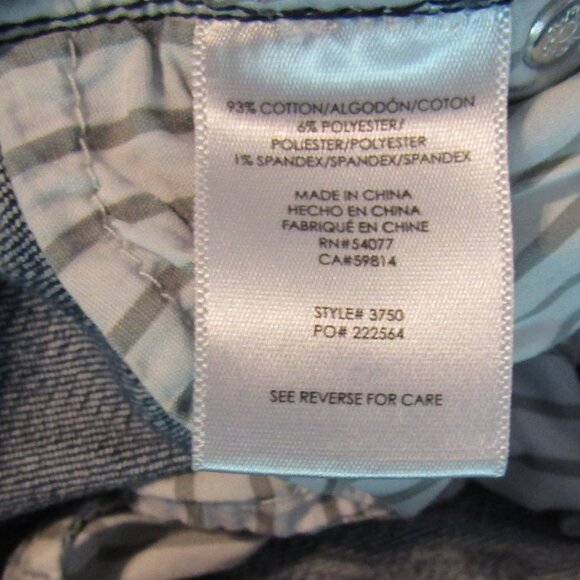 93% COTTON/ALGODÓN/COTON
6% POLYESTER/
POLIESTER/POLYESTER
1% SPANDEX/SPANDEX/SPANDEX
MADE IN CHINA
HECHO EN CHINA
FABRIQUÉ EN CHINE
RN#54077
CA#59814
STYLE# 3750
PO# 222564
SEE REVERSE FOR CARE